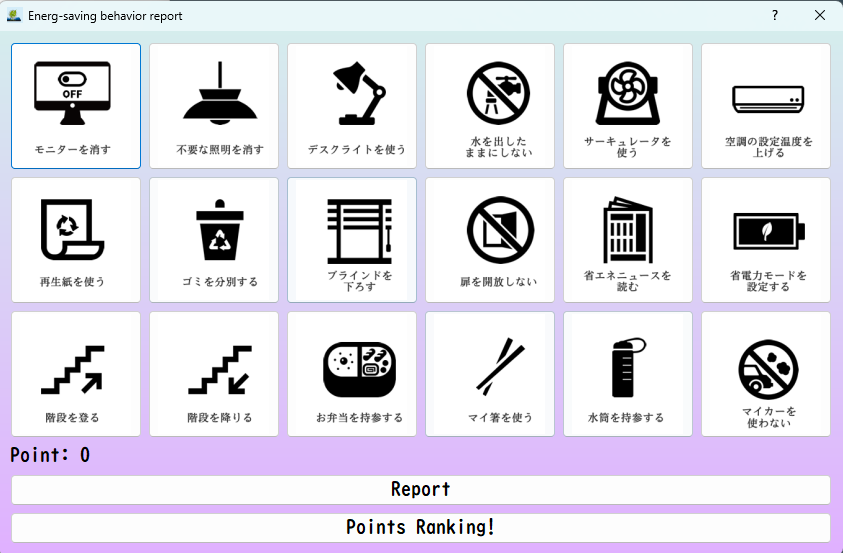 Energ-saving behavior report
?
OFF
モニターを消す
不要な照明を消す
デスクライトを使う
水を出した
ままにしない
サーキュレータを
使う
空調の設定温度を
上げる
再生紙を使う
ゴミを分別する
ブラインドを
下ろす
扉を開放しない
省エネニュースを
読む
省電力モードを
設定する
階段を登る
階段を降りる
お弁当を持参する
マイ箸を使う
水筒を持参する
マイカーを
使わない
Point: 0
Report
Points Ranking!